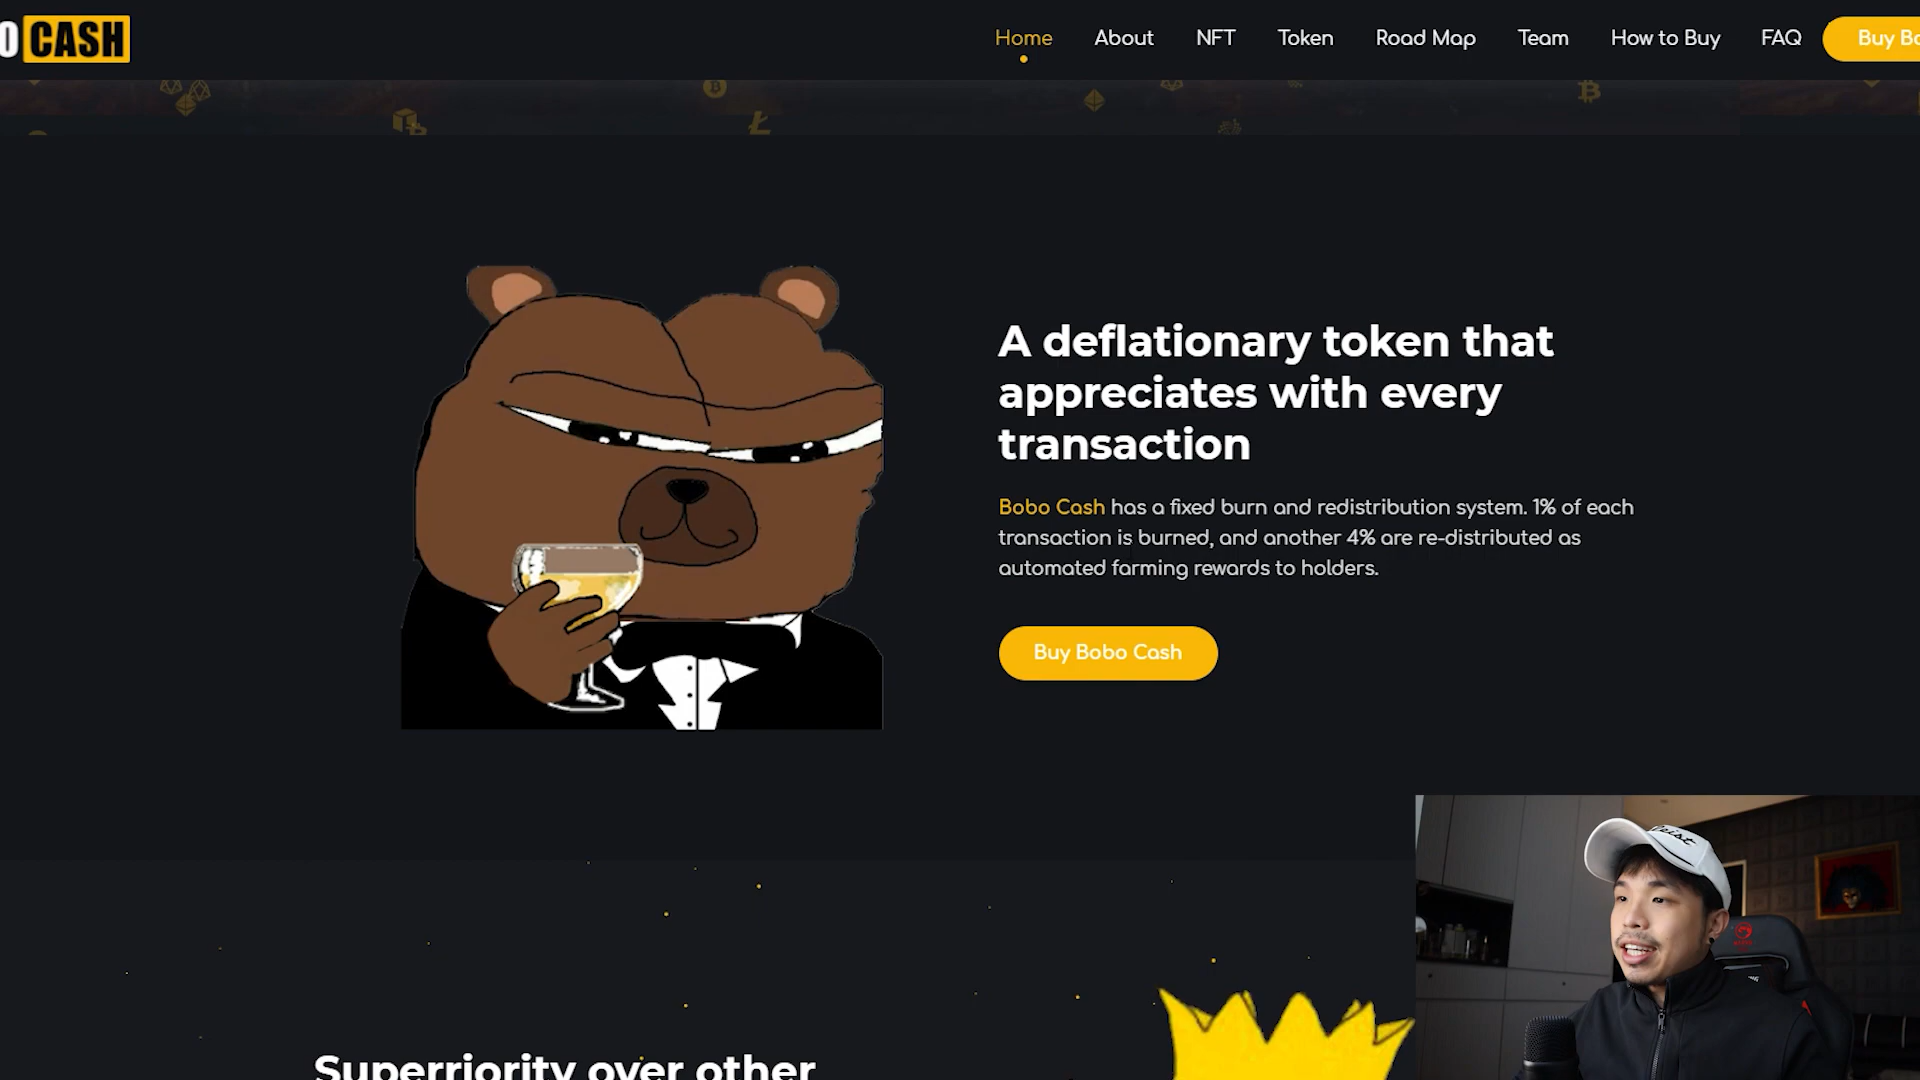 O CASH
Home About NFT Token Road Map Team How to Buy FAQ Buy Bo
A deflationary token that
appreciates with every
transaction
Bobo Cash has a fixed burn and redistribution system. 1% of each
transaction is burned, and another 4% are re-distributed as
automated farming rewards to holders.
Buy Bobo Cash
Superriority over other